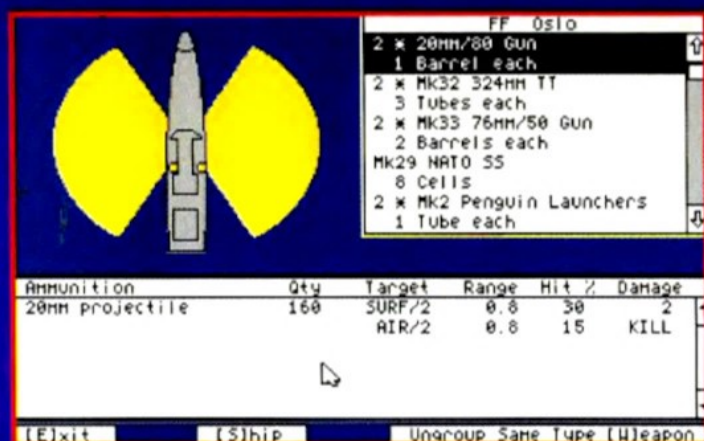 FF Oslo
2 * 20mm/80 Gun
1 Barrel each
2 * Mk32 324mm TT
3 Tubes each
2 * Mk33 76mm/50 Gun
2 Barrels each
Mk29 NATO SS
8 Cells
2 * Mk2 Penguin Launchers
1 Tube each
Ammunition Qty Target Range Hit % Damage
20mm projectile 160 SURF/2 0.8 30 2
AIR/2 0.8 15 KILL
[E]xit [S]hip Ungroup Same Type [W]eapon